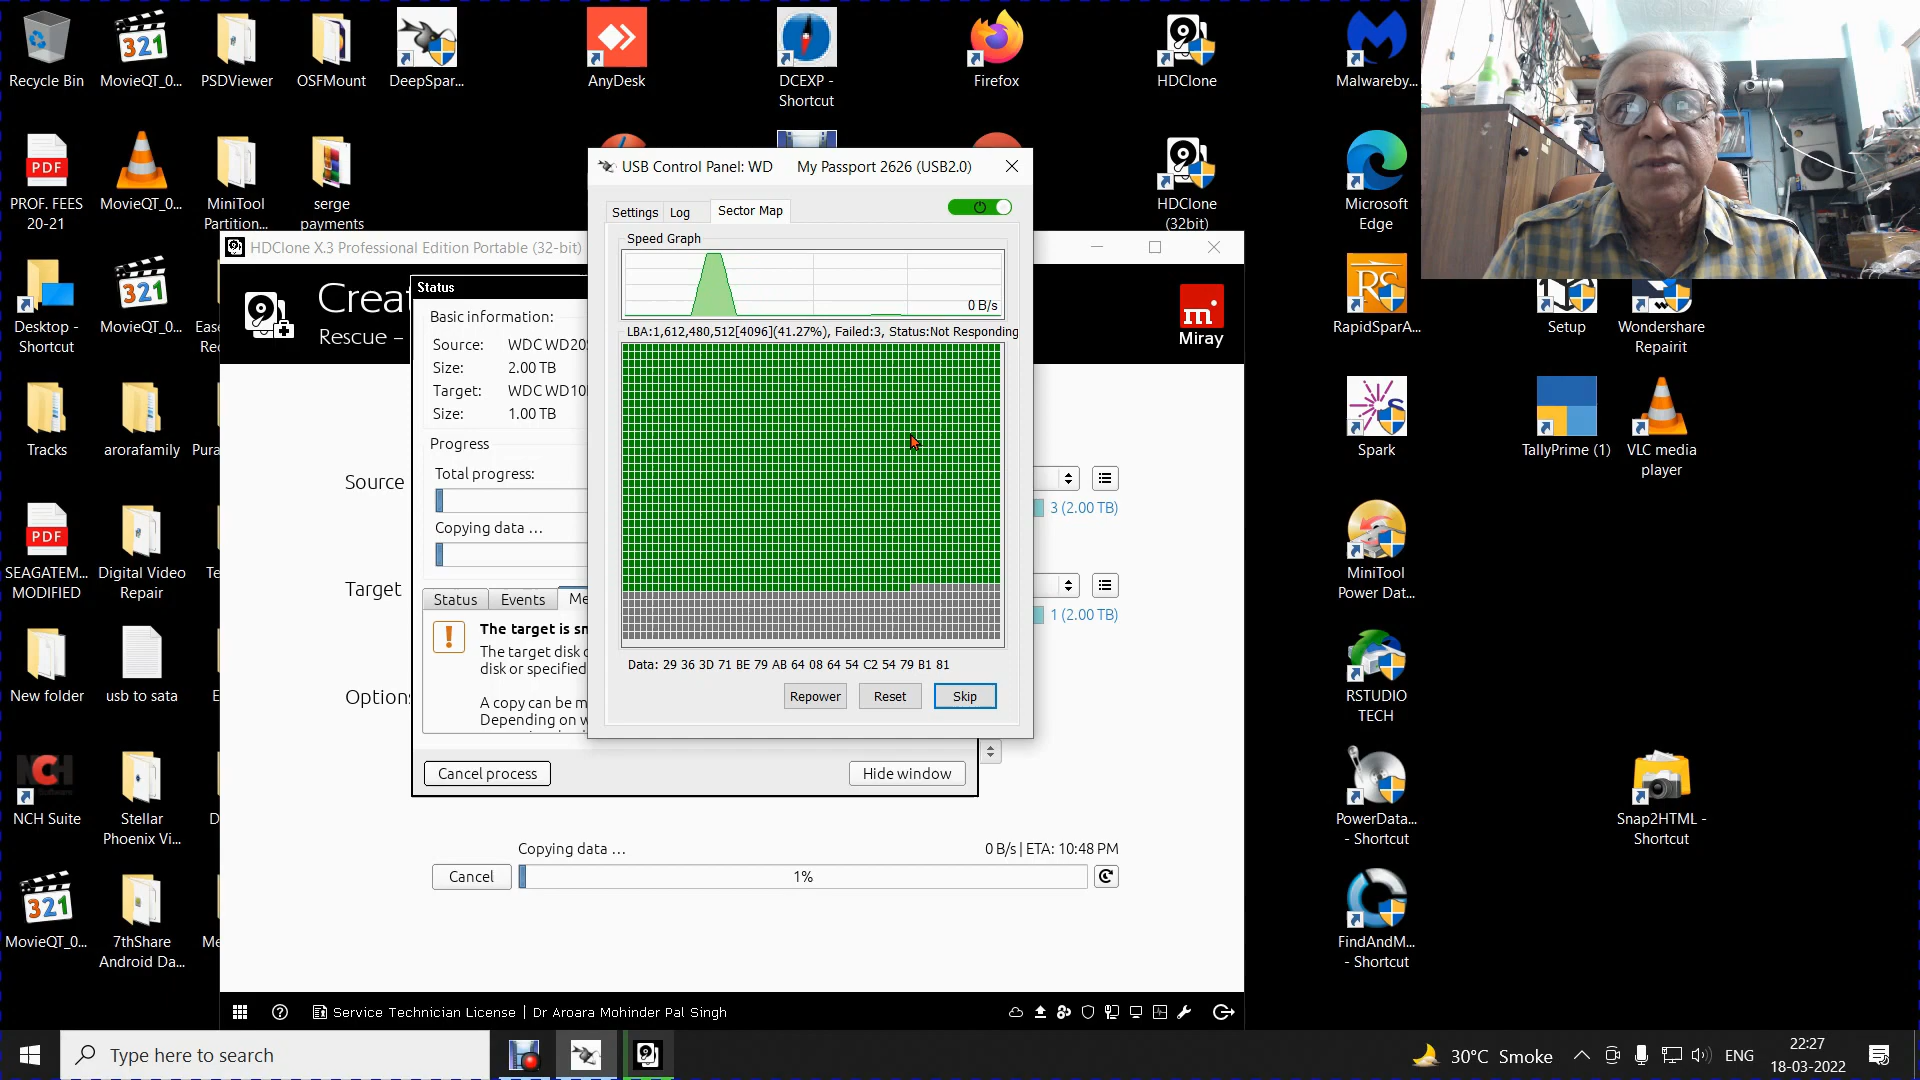 Recycle Bin
MovieQT_0...
PSDViewer
OSFMount
DeepSpar...
AnyDesk
DCEXP -
Shortcut
Firefox
HDClone
Malwareby...
PROF. FEES
20-21
MovieQT_0...
MiniTool
Partition...
serge
payments
HDClone
(32bit)
Microsoft
Edge
Desktop -
Shortcut
MovieQT_0...
RapidSparA...
Setup
Wondershare
Repairit
Tracks
arorafamily
Spark
TallyPrime (1)
VLC media
player
SEAGATEM...
MODIFIED
Digital Video
Repair
MiniTool
Power Dat...
New folder
usb to sata
RSTUDIO
TECH
NCH Suite
Stellar
Phoenix Vi...
PowerData...
- Shortcut
Snap2HTML -
Shortcut
MovieQT_0...
7thShare
Android Da...
FindAndM...
- Shortcut
USB Control Panel: WD My Passport 2626 (USB2.0)
Settings
Log
Sector Map
Speed Graph
0 B/s
LBA:1,612,480,512[4096](41.27%), Failed:3, Status:Not Responding
Data: 29 36 3D 71 BE 79 AB 64 08 64 54 C2 54 79 B1 81
Repower
Reset
Skip
HDClone X.3 Professional Edition Portable (32-bit)
Rescue –
Miray
Status
Basic information:
Source:
Size: 2.00 TB
Target:
Size: 1.00 TB
Progress
Total progress:
Copying data ...
Status
Events
The target is
The target disk
disk or specified
A copy can be
Depending on
Cancel process
Hide window
Source
3 (2.00 TB)
Target
1 (2.00 TB)
Copying data ...
0 B/s | ETA: 10:48 PM
Cancel
1%
Service Technician License | Dr Aroara Mohinder Pal Singh
Type here to search
30°C Smoke
ENG
22:27
18-03-2022